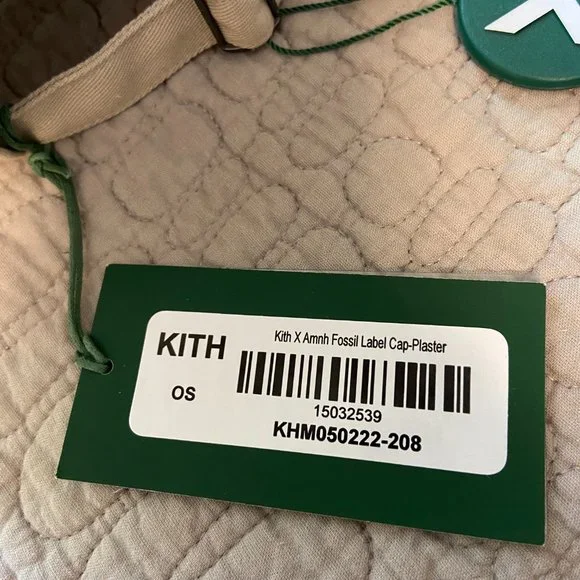 KITH
Kith X Amnh Fossil Label Cap-Plaster
OS
15032539
KHM050222-208